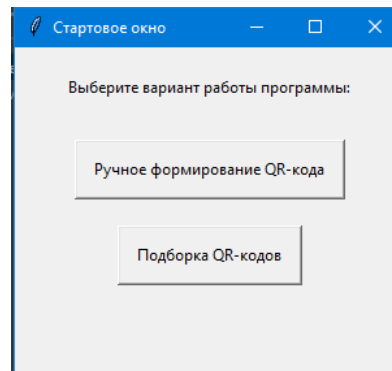 Стартовое окно
Выберите вариант работы программы:
Ручное формирование QR-кода
Подборка QR-кодов